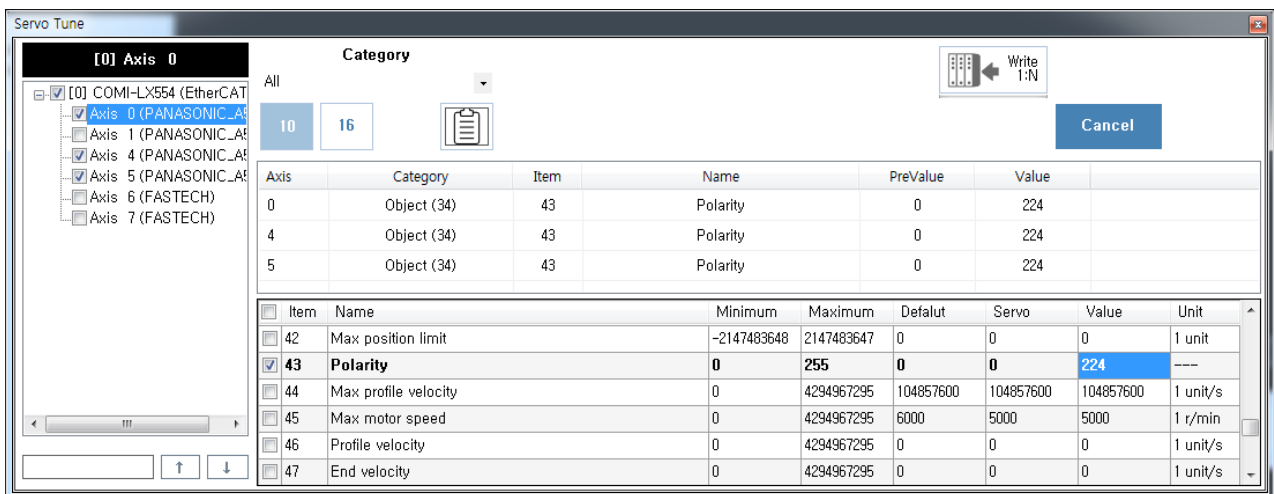 Servo Tune
[0] Axis 0
[0] COMI-LX554 (EtherCAT
Axis 0 (PANASONIC_A5
Axis 1 (PANASONIC_A5
Axis 4 (PANASONIC_A5
Axis 5 (PANASONIC_A5
Axis 6 (FASTECH)
Axis 7 (FASTECH)
Category
All
Write
1:N
10 16
Cancel
Axis Category Item Name PreValue Value
0 Object (34) 43 Polarity 0 224
4 Object (34) 43 Polarity 0 224
5 Object (34) 43 Polarity 0 224
Item Name Minimum Maximum Defalut Servo Value Unit
42 Max position limit -2147483648 2147483647 0 0 0 1 unit
43 Polarity 0 255 0 0 224 ---
44 Max profile velocity 0 4294967295 104857600 104857600 104857600 1 unit/s
45 Max motor speed 0 4294967295 6000 5000 5000 1 r/min
46 Profile velocity 0 4294967295 0 0 0 1 unit/s
47 End velocity 0 4294967295 0 0 0 1 unit/s